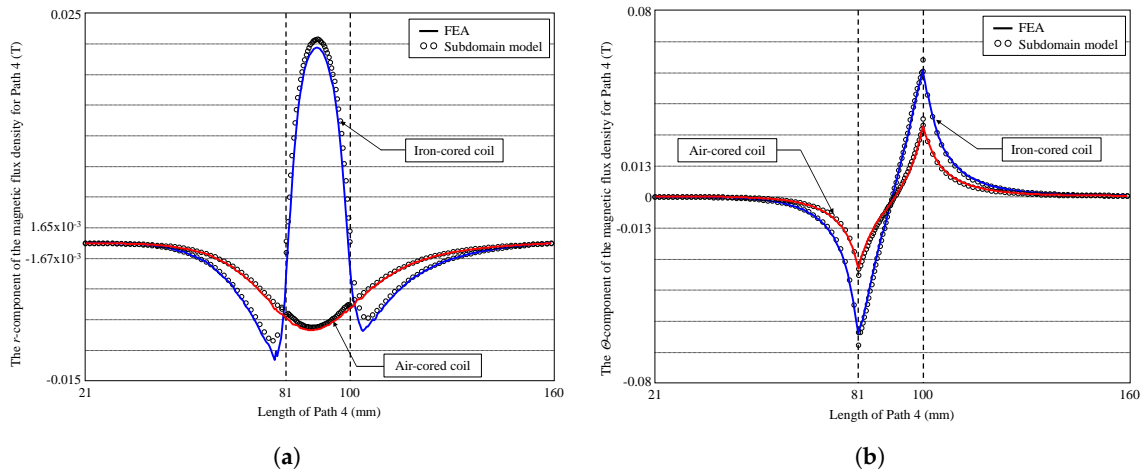 0.025
FEA
Subdomain model
Iron-cored coil
1.65x10⁻³
-1.67x10⁻³
Air-cored coil
-0.015
21
81
100
160
Length of Path 4 (mm)
The r-component of the magnetic flux density for Path 4 (T)
(a)
0.08
FEA
Subdomain model
Air-cored coil
Iron-cored coil
0.013
0
-0.013
-0.08
21
81
100
160
Length of Path 4 (mm)
The Θ-component of the magnetic flux density for Path 4 (T)
(b)